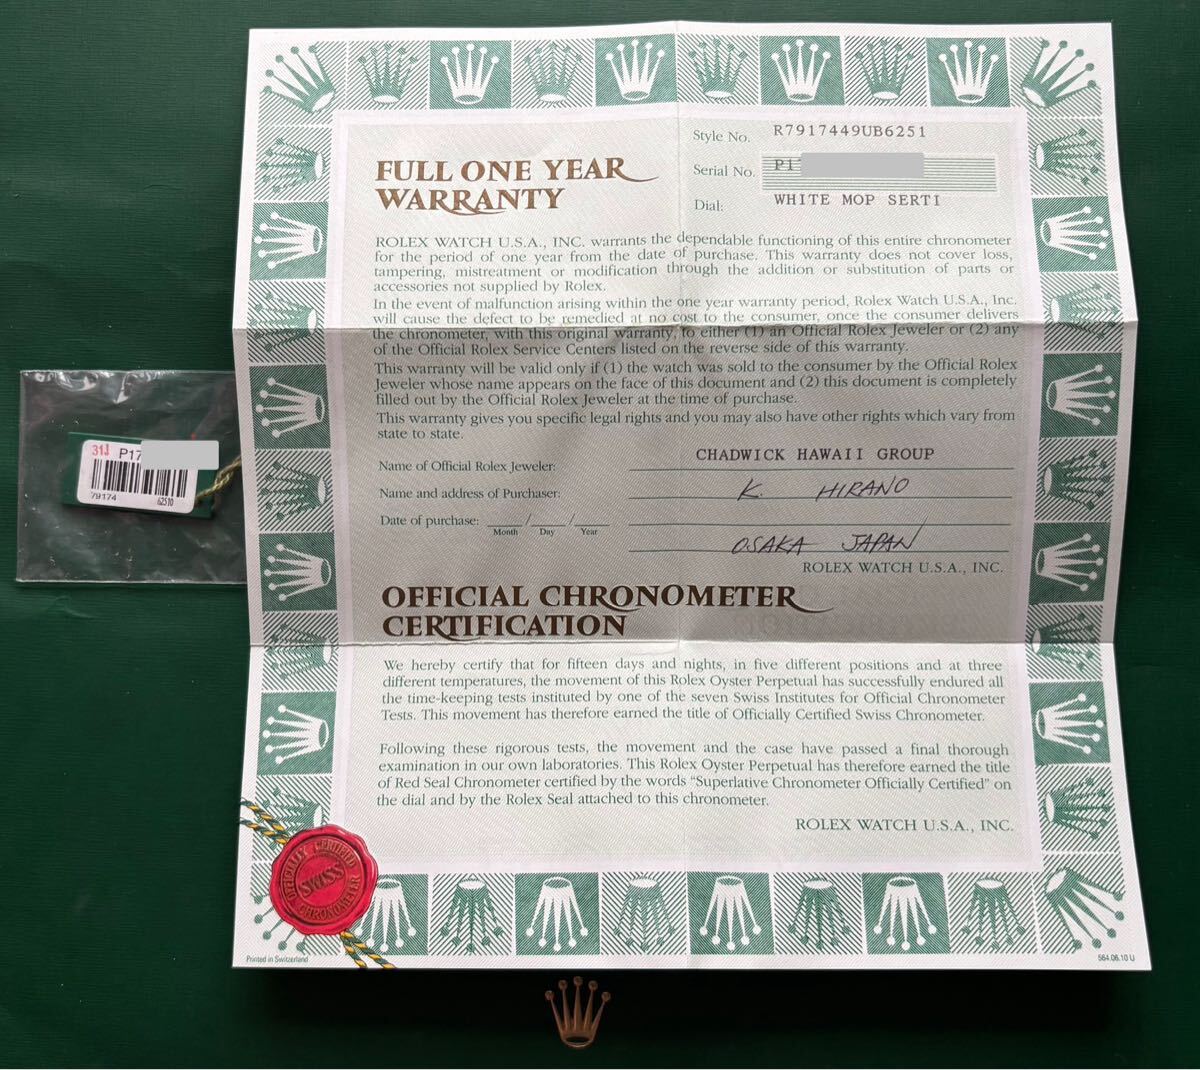 Style No. R7917449UB6251
FULL ONE YEAR
WARRANTY
Serial No. P1
Dial: WHITE MOP SERTI
ROLEX WATCH U.S.A., INC. warrants the dependable functioning of this entire chronometer
for the period of one year from the date of purchase. This warranty does not cover loss,
tampering, mistreatment or modification through the addition or substitution of parts or
accessories not supplied by Rolex.
In the event of malfunction arising within the one year warranty period, Rolex Watch U.S.A., Inc.
will cause the defect to be remedied at no cost to the consumer, once the consumer delivers
the chronometer, with this original warranty, to either (1) an Official Rolex Jeweler or (2) any
of the Official Rolex Service Centers listed on the reverse side of this warranty.
This warranty will be valid only if (1) the watch was sold to the consumer by the Official Rolex
Jeweler whose name appears on the face of this document and (2) this document is completely
filled out by the Official Rolex Jeweler at the time of purchase.
This warranty gives you specific legal rights and you may also have other rights which vary from
state to state.
Name of Official Rolex Jeweler: CHADWICK HAWAII GROUP
Name and address of Purchaser: K. HIRANO
Date of purchase: / /
Month Day Year
OSAKA JAPAN
ROLEX WATCH U.S.A., INC.
OFFICIAL CHRONOMETER
CERTIFICATION
We hereby certify that for fifteen days and nights, in five different positions and at three
different temperatures, the movement of this Rolex Oyster Perpetual has successfully endured all
the time-keeping tests instituted by one of the seven Swiss Institutes for Official Chronometer
Tests. This movement has therefore earned the title of Officially Certified Swiss Chronometer.
Following these rigorous tests, the movement and the case have passed a final thorough
examination in our own laboratories. This Rolex Oyster Perpetual has therefore earned the title
of Red Seal Chronometer certified by the words “Superlative Chronometer Officially Certified” on
the dial and by the Rolex Seal attached to this chronometer.
ROLEX WATCH U.S.A., INC.
OFFICIALLY CERTIFIED
SWISS
CHRONOMETER
Printed in Switzerland
564.06.10 U
31J P17
79174 62510